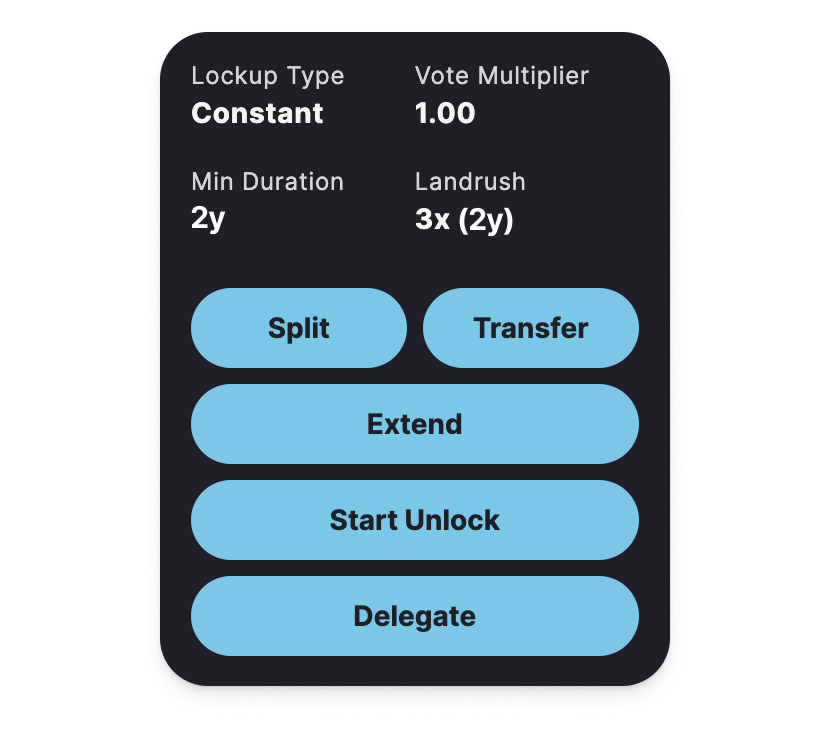 Lockup Type
Constant
Vote Multiplier
1.00
Min Duration
2y
Landrush
3x (2y)
Split
Transfer
Extend
Start Unlock
Delegate